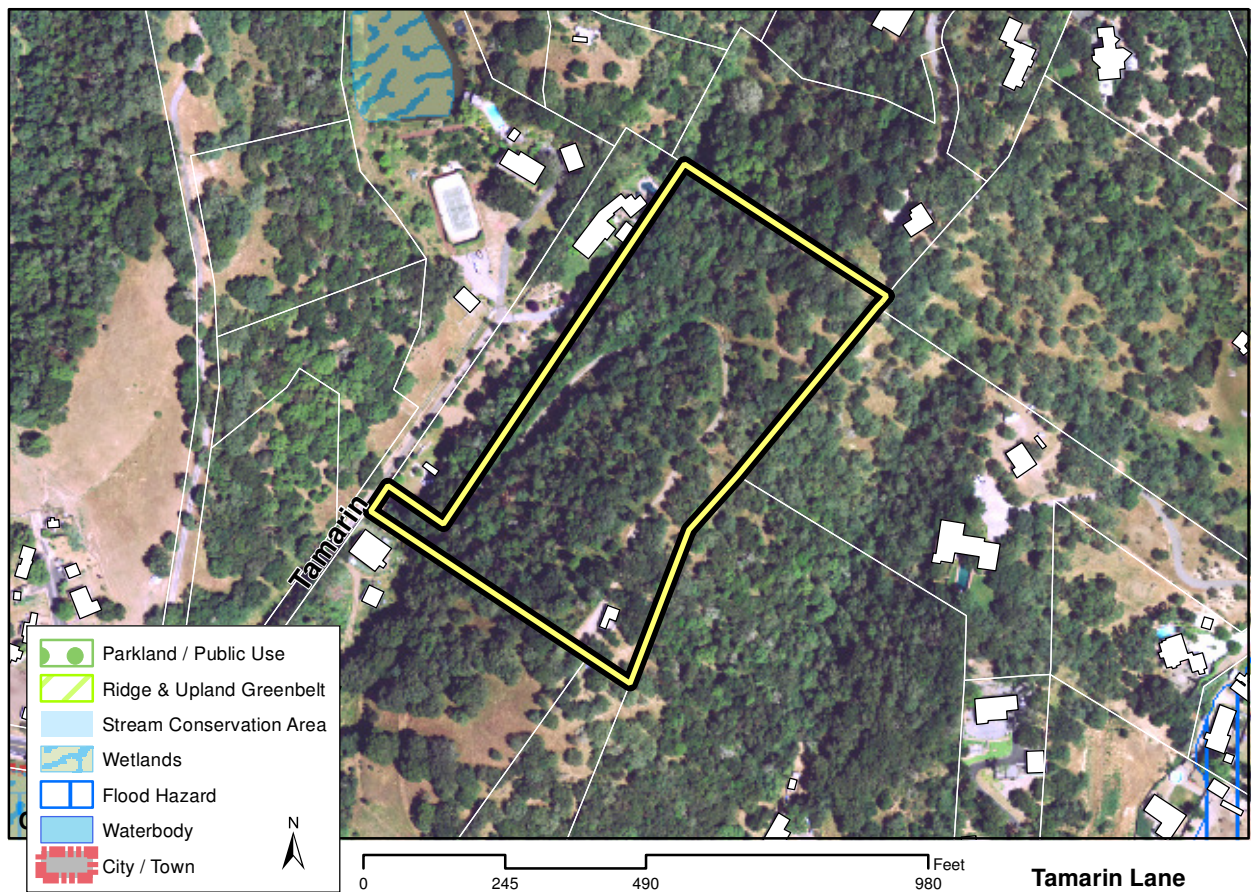 Tamarin
Parkland / Public Use
Ridge & Upland Greenbelt
Stream Conservation Area
Wetlands
Flood Hazard
Waterbody
City / Town
N
Feet
0 245 490 980
Tamarin Lane